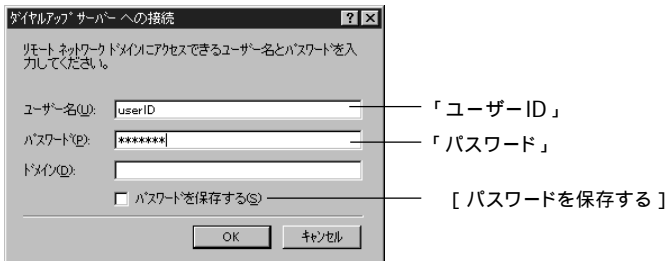 ﾀﾞｲﾔﾙｱｯﾌﾟ ｻｰﾊﾞｰ への接続
ﾘﾓｰﾄ ﾈｯﾄﾜｰｸ ﾄﾞﾒｲﾝにｱｸｾｽできるﾕｰｻﾞｰ名とﾊﾟｽﾜｰﾄﾞを入
力してください。
ﾕｰｻﾞｰ名(U): userID 「ユーザーID」
ﾊﾟｽﾜｰﾄﾞ(P): ******* 「パスワード」
ﾄﾞﾒｲﾝ(D):
ﾊﾟｽﾜｰﾄﾞを保存する(S) [パスワードを保存する]
OK ｷｬﾝｾﾙ